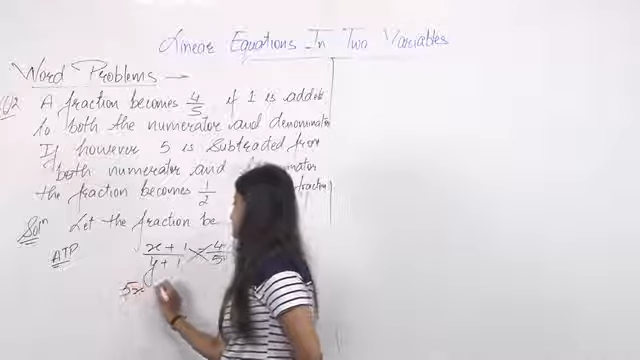 Linear Equations In Two Variables
Word Problems →
Q2 A fraction becomes 4/5 if 1 is added
to both the numerator and denominator
If however 5 is subtracted from
both numerator and
the fraction becomes 1/2 fraction
Soln Let the fraction be
ATP x+1/y+1 4/5
5x